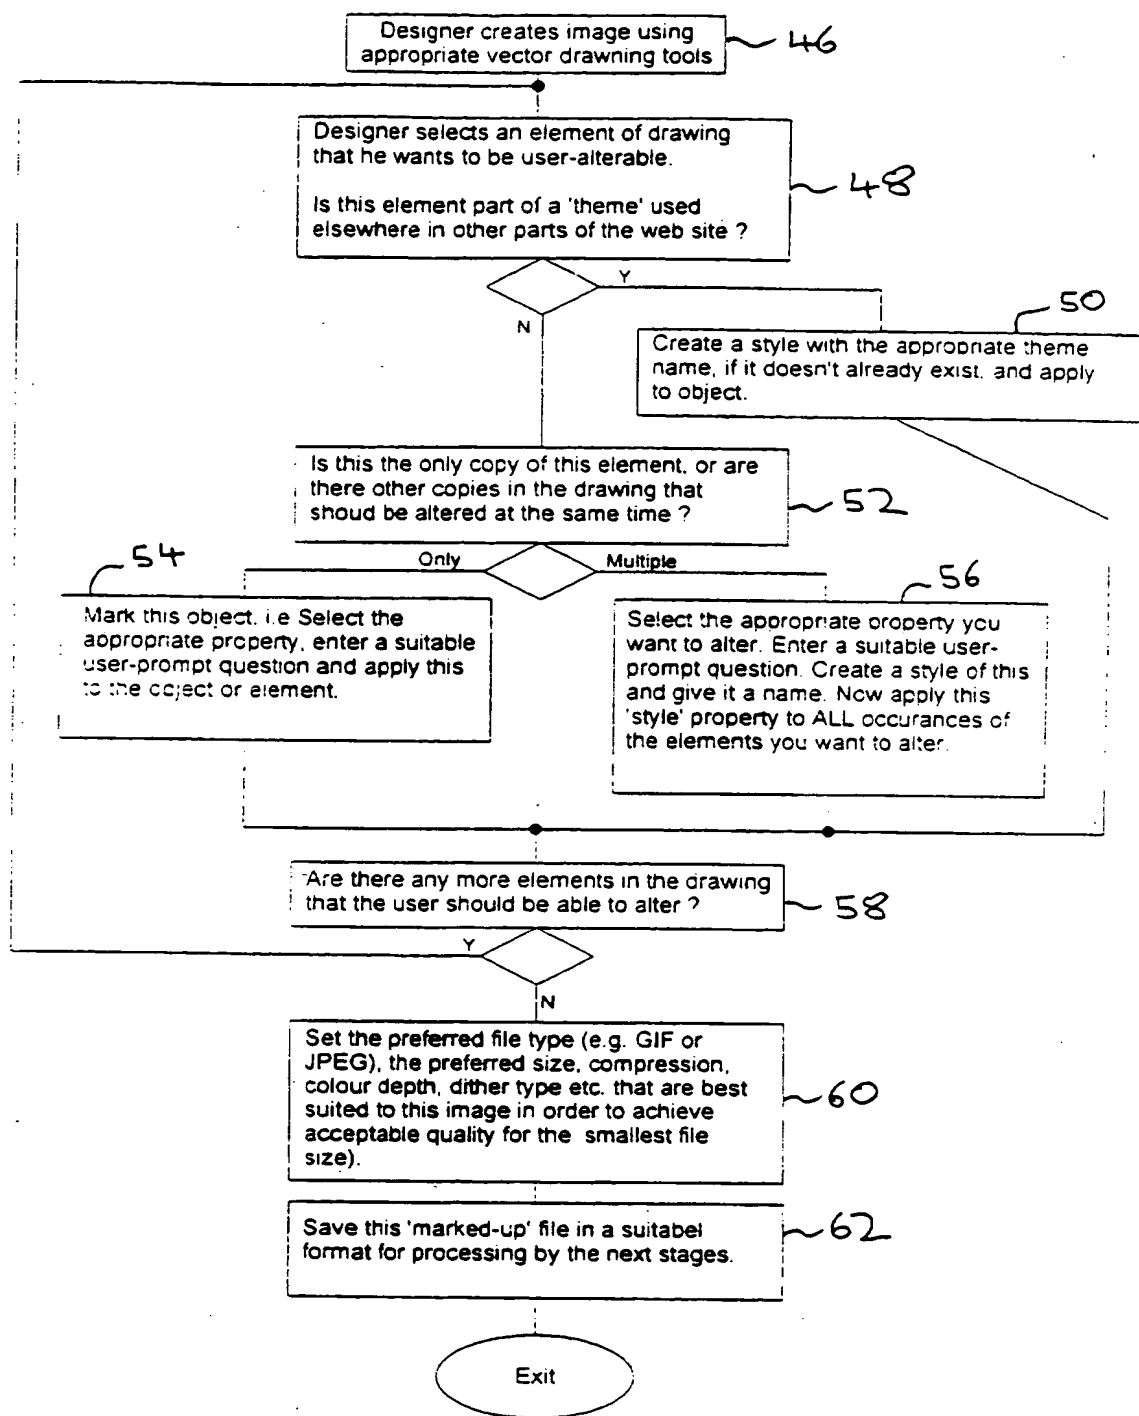 Designer creates image using
appropriate vector drawning tools
46
Designer selects an element of drawing
that he wants to be user-alterable.
Is this element part of a 'theme' used
elsewhere in other parts of the web site ?
48
Y
N
50
Create a style with the appropriate theme
name, if it doesn't already exist, and apply
to object.
Is this the only copy of this element, or are
there other copies in the drawing that
shoud be altered at the same time ?
52
54
Only
Multiple
56
Mark this object, i.e Select the
appropriate property, enter a suitable
user-prompt question and apply this
to the object or element.
Select the appropriate property you
want to alter. Enter a suitable user-
prompt question. Create a style of this
and give it a name. Now apply this
'style' property to ALL occurances of
the elements you want to alter.
Are there any more elements in the drawing
that the user should be able to alter ?
58
Y
N
Set the preferred file type (e.g. GIF or
JPEG), the preferred size, compression,
colour depth, dither type etc. that are best
suited to this image in order to achieve
acceptable quality for the smallest file
size).
60
Save this 'marked-up' file in a suitabel
format for processing by the next stages.
62
Exit